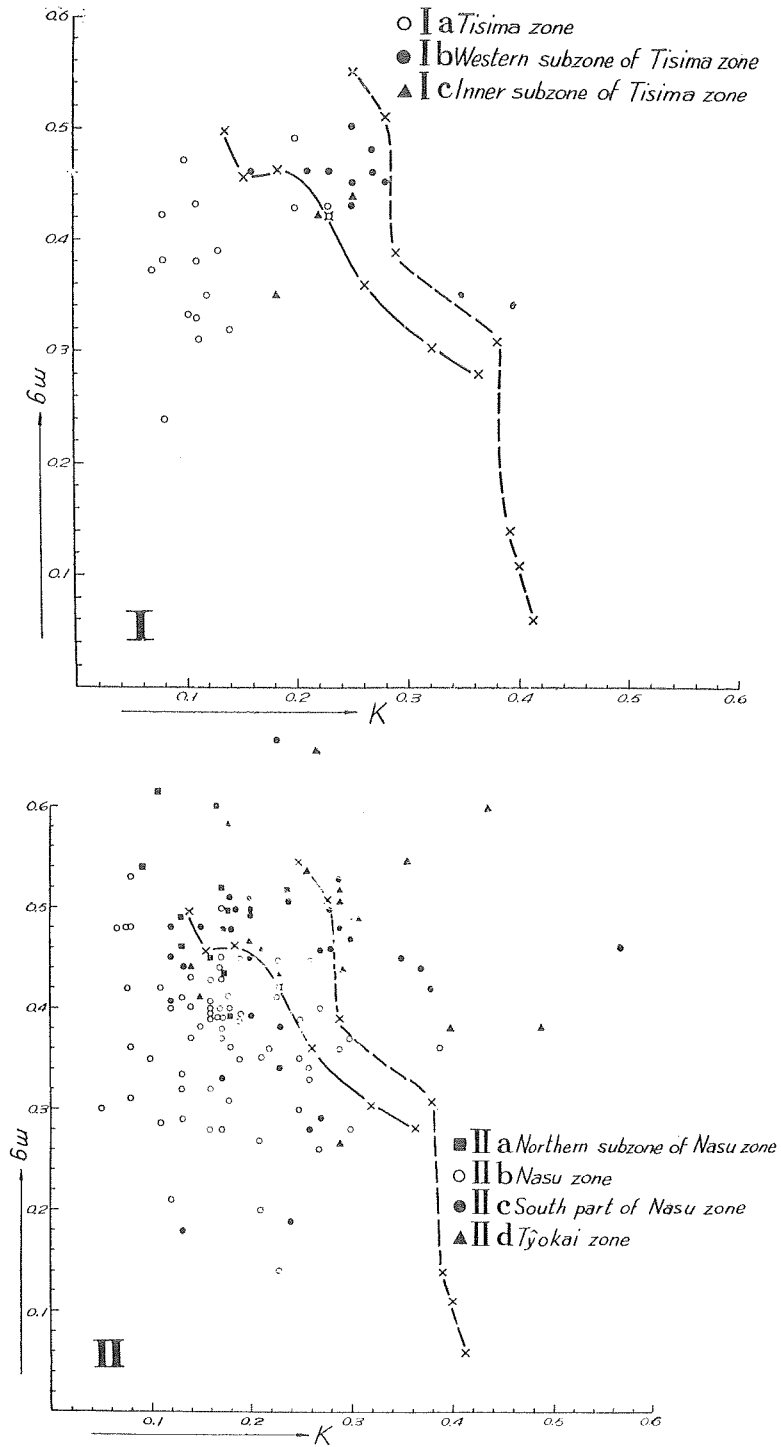 0.6
○ Ia Tisima zone
● Ib Western subzone of Tisima zone
▲ Ic Inner subzone of Tisima zone
0.5
0.4
0.3
mg
0.2
0.1
I
0.1 0.2 0.3 0.4 0.5 0.6
K
0.6
0.5
0.4
0.3
mg
■ IIa Northern subzone of Nasu zone
○ IIb Nasu zone
● IIc South part of Nasu zone
▲ IId Tŷokai zone
0.2
0.1
II
0.1 0.2 0.3 0.4 0.5 0.6
K